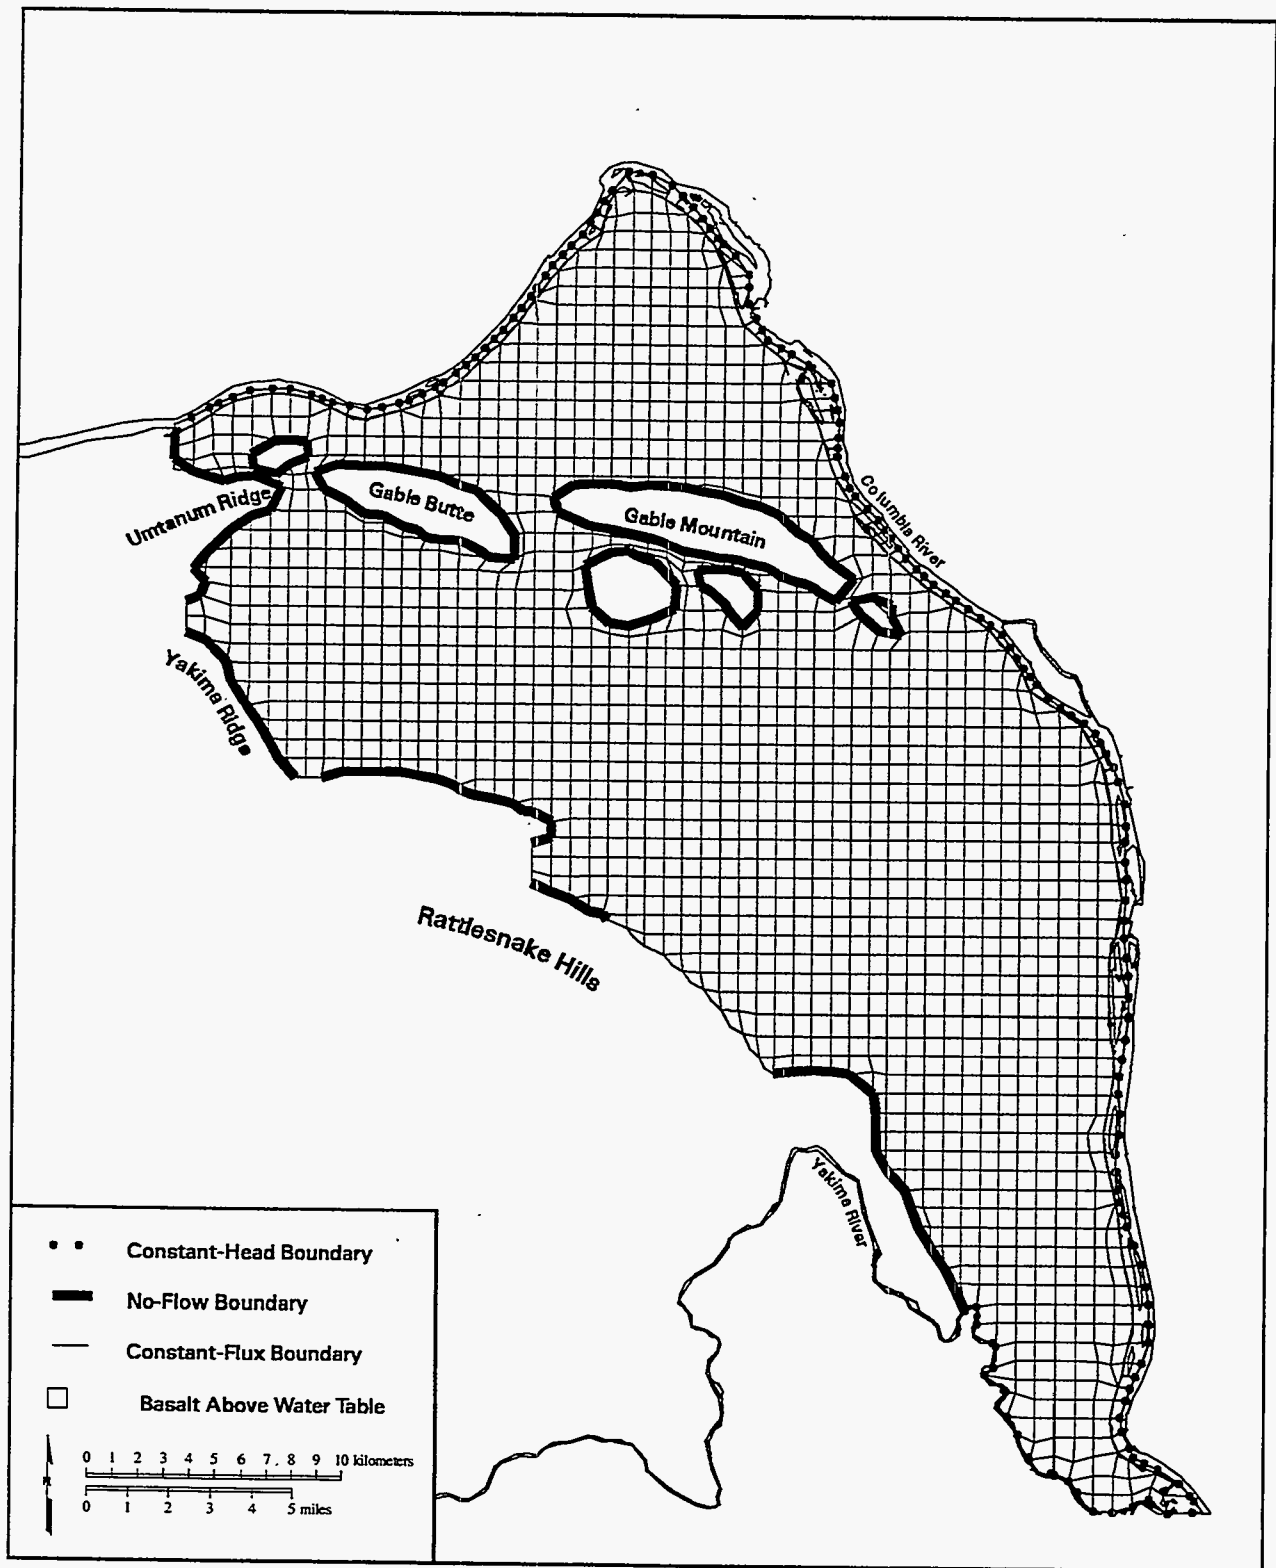 Columbia River
Umtanum Ridge
Gable Butte
Gable Mountain
Yakima Ridge
Rattlesnake Hills
Yakima River
Constant-Head Boundary
No-Flow Boundary
Constant-Flux Boundary
Basalt Above Water Table
0 1 2 3 4 5 6 7 8 9 10 kilometers
0 1 2 3 4 5 miles